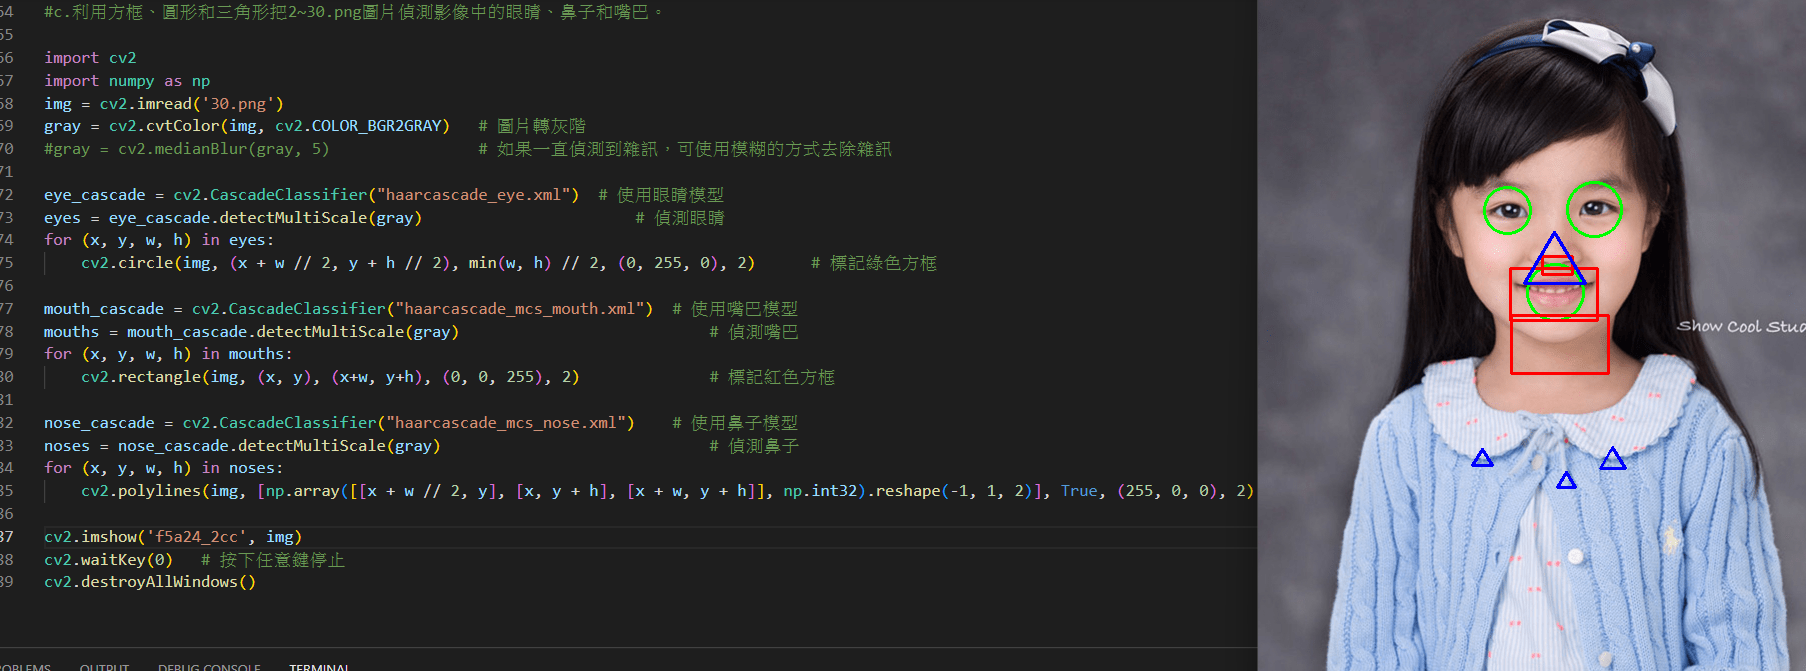 54 #c.利用方框、圓形和三角形把2~30.png圖片偵測影像中的眼睛、鼻子和嘴巴。
55
56 import cv2
57 import numpy as np
58 img = cv2.imread('30.png')
59 gray = cv2.cvtColor(img, cv2.COLOR_BGR2GRAY) # 圖片轉灰階
70 #gray = cv2.medianBlur(gray, 5) # 如果一直偵測到雜訊，可使用模糊的方式去除雜訊
71
72 eye_cascade = cv2.CascadeClassifier("haarcascade_eye.xml") # 使用眼睛模型
73 eyes = eye_cascade.detectMultiScale(gray) # 偵測眼睛
74 for (x, y, w, h) in eyes:
75 cv2.circle(img, (x + w // 2, y + h // 2), min(w, h) // 2, (0, 255, 0), 2) # 標記綠色方框
76
77 mouth_cascade = cv2.CascadeClassifier("haarcascade_mcs_mouth.xml") # 使用嘴巴模型
78 mouths = mouth_cascade.detectMultiScale(gray) # 偵測嘴巴
79 for (x, y, w, h) in mouths:
80 cv2.rectangle(img, (x, y), (x+w, y+h), (0, 0, 255), 2) # 標記紅色方框
81
82 nose_cascade = cv2.CascadeClassifier("haarcascade_mcs_nose.xml") # 使用鼻子模型
83 noses = nose_cascade.detectMultiScale(gray) # 偵測鼻子
84 for (x, y, w, h) in noses:
85 cv2.polylines(img, [np.array([[x + w // 2, y], [x, y + h], [x + w, y + h]], np.int32).reshape(-1, 1, 2)], True, (255, 0, 0), 2)
86
87 cv2.imshow('f5a24_2cc', img)
88 cv2.waitKey(0) # 按下任意鍵停止
89 cv2.destroyAllWindows()
OBLEMS OUTPUT DEBUG CONSOLE TERMINAL
Show Cool Stud